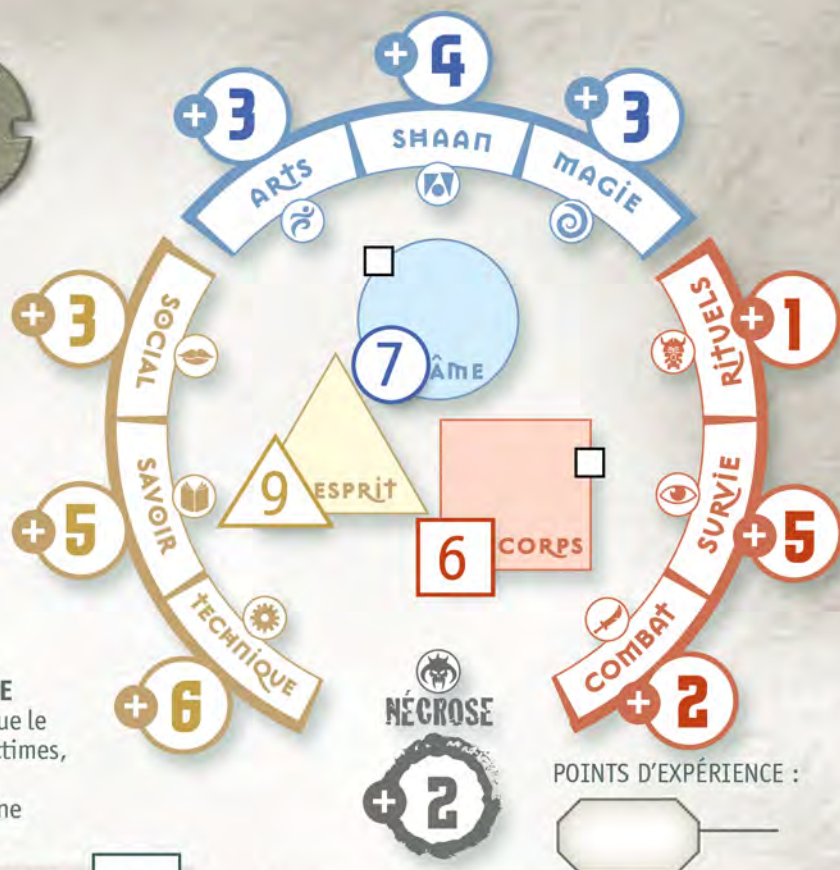 +4
SHAAN
+3
ARTS
+3
MAGIE
+3
SOCIAL
+5
SAVOIR
+6
TECHNIQUE
+1
RITUELS
+5
SURVIE
+2
COMBAT
7
ÂME
9
ESPRIT
6
CORPS
NÉCROSE
+2
E
ue le
ctimes,
ne
POINTS D'EXPÉRIENCE :